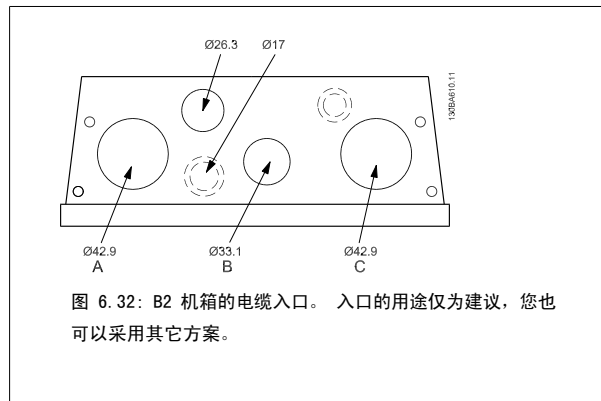 Ø26.3
Ø17
130BA610.11
Ø42.9
Ø33.1
Ø42.9
A
B
C
图 6.32: B2 机箱的电缆入口。 入口的用途仅为建议，您也
可以采用其它方案。